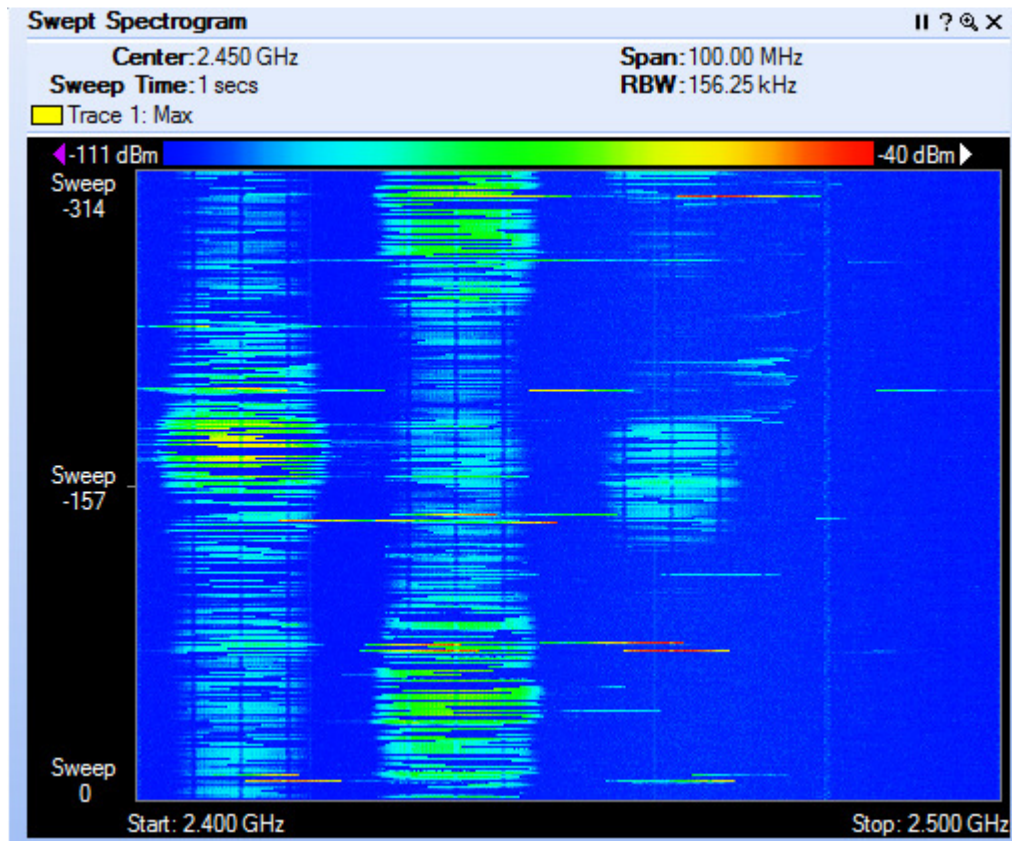 Swept Spectrogram
Center: 2.450 GHz Span: 100.00 MHz
Sweep Time: 1 secs RBW: 156.25 kHz
Trace 1: Max
-111 dBm -40 dBm
Sweep
-314
Sweep
-157
Sweep
0
Start: 2.400 GHz Stop: 2.500 GHz